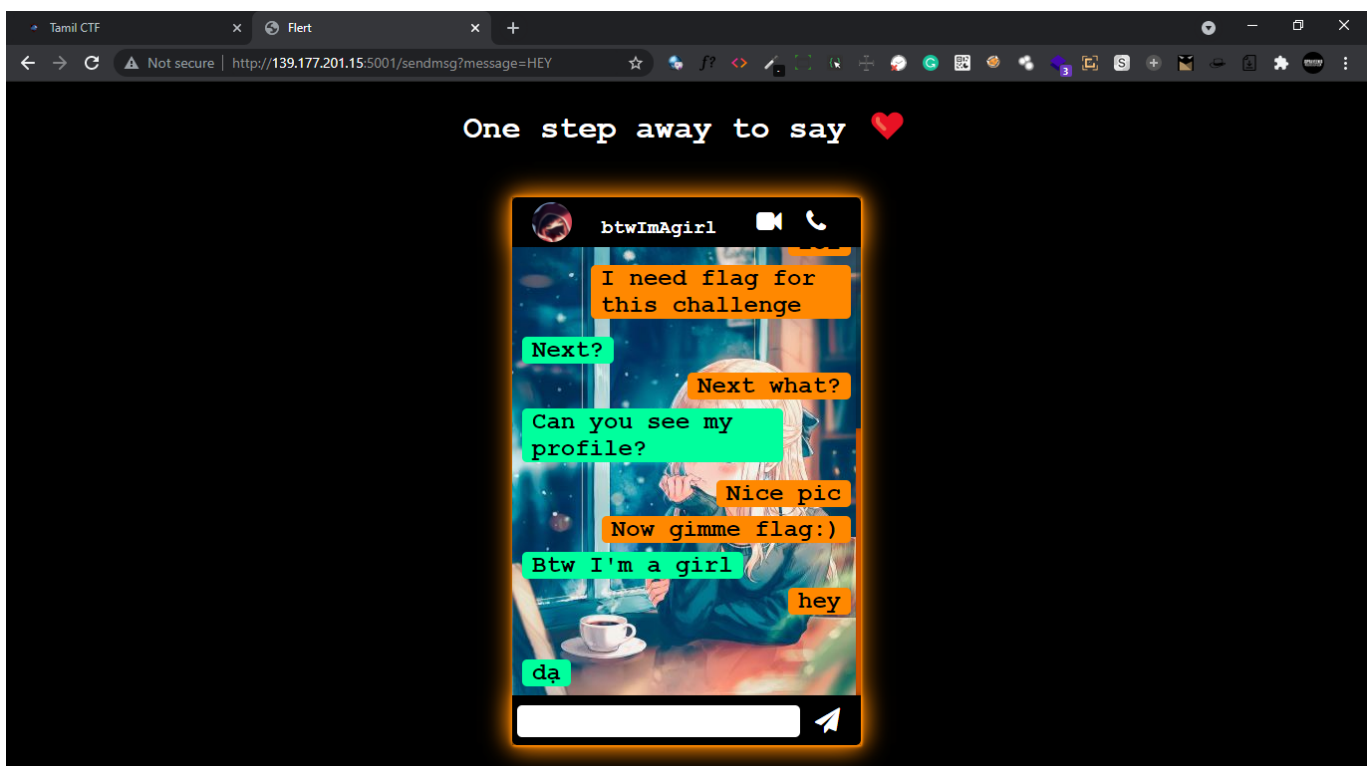 Tamil CTF
Flert
Not secure | http://139.177.201.15:5001/sendmsg?message=HEY
One step away to say
btwImAgirl
I need flag for
this challenge
Next?
Next what?
Can you see my
profile?
Nice pic
Now gimme flag:)
Btw I'm a girl
hey
dạ